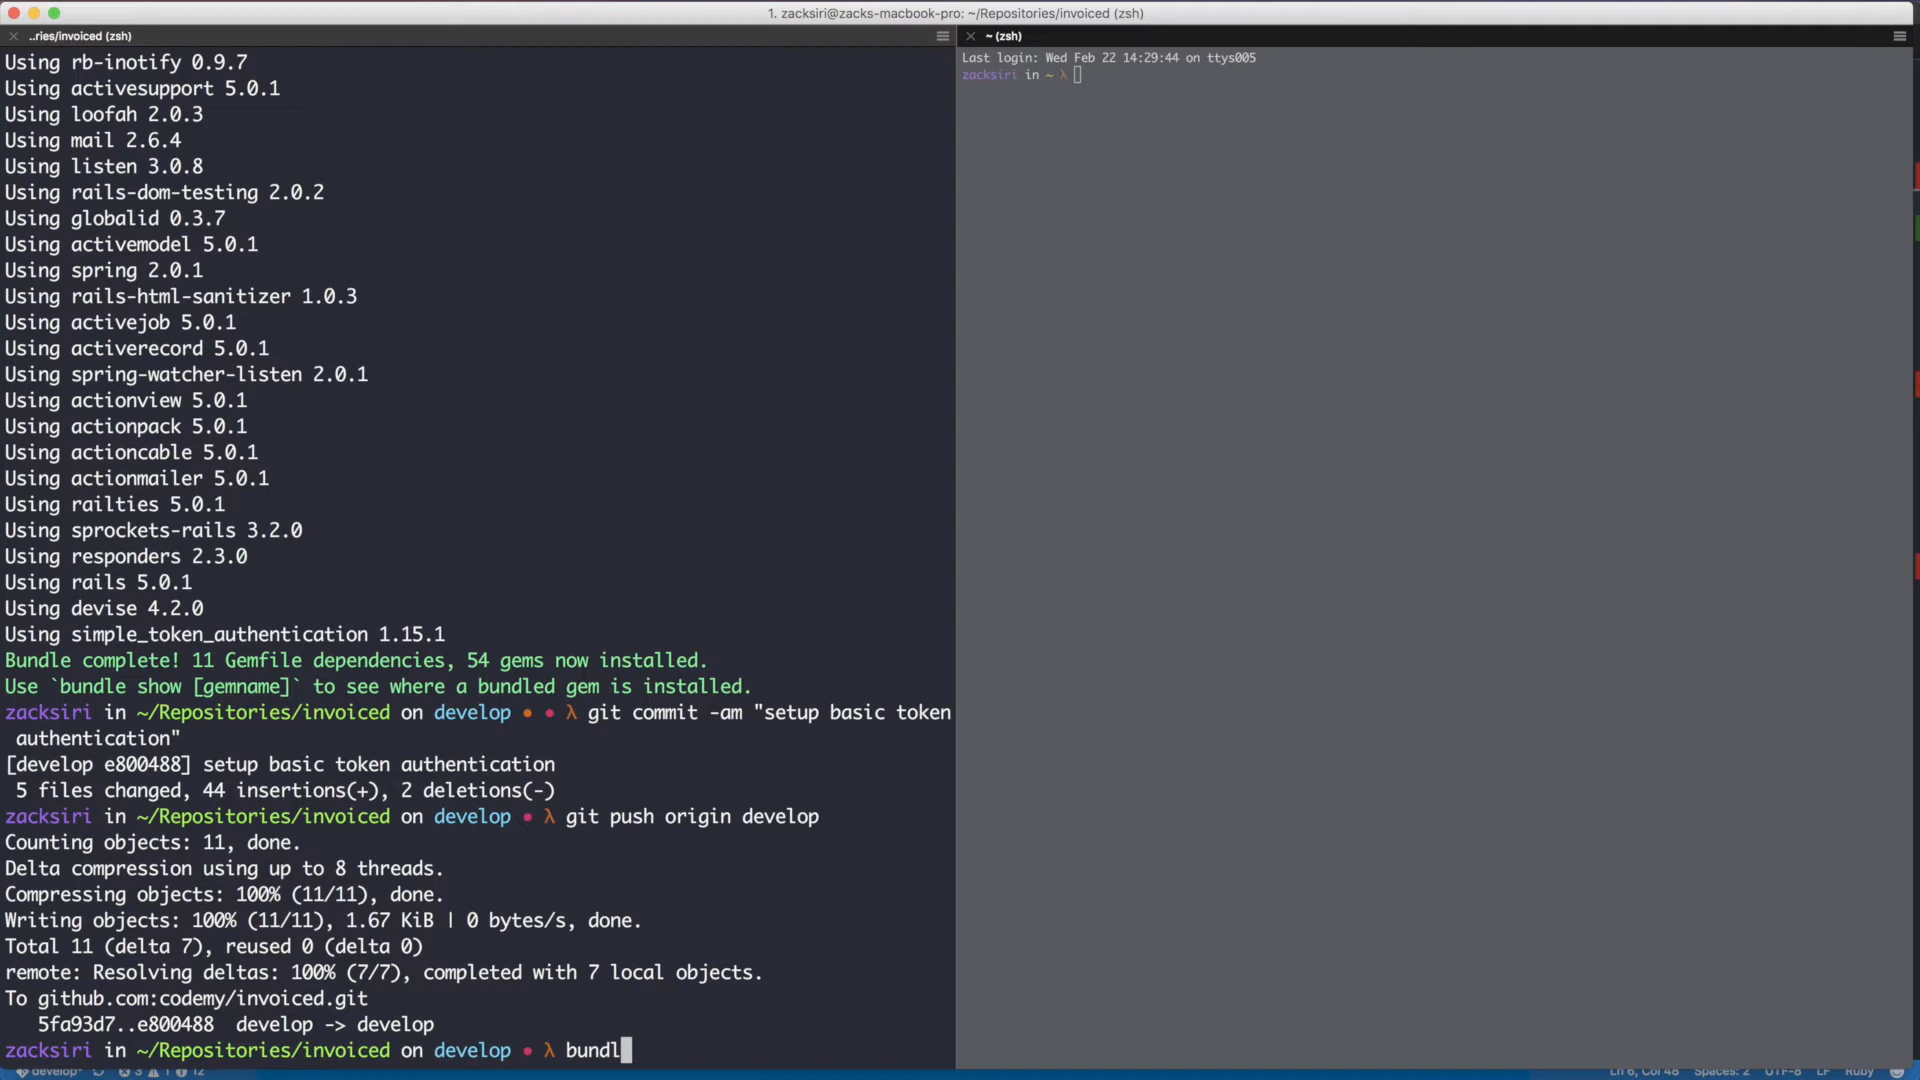 1. zacksiri@zacks-macbook-pro: ~/Repositories/invoiced (zsh)
..ries/invoiced (zsh)
Using rb-inotify 0.9.7
Using activesupport 5.0.1
Using loofah 2.0.3
Using mail 2.6.4
Using listen 3.0.8
Using rails-dom-testing 2.0.2
Using globalid 0.3.7
Using activemodel 5.0.1
Using spring 2.0.1
Using rails-html-sanitizer 1.0.3
Using activejob 5.0.1
Using activerecord 5.0.1
Using spring-watcher-listen 2.0.1
Using actionview 5.0.1
Using actionpack 5.0.1
Using actioncable 5.0.1
Using actionmailer 5.0.1
Using railties 5.0.1
Using sprockets-rails 3.2.0
Using responders 2.3.0
Using rails 5.0.1
Using devise 4.2.0
Using simple_token_authentication 1.15.1
Bundle complete! 11 Gemfile dependencies, 54 gems now installed.
Use `bundle show [gemname]` to see where a bundled gem is installed.
zacksiri in ~/Repositories/invoiced on develop • • λ git commit -am "setup basic token
authentication"
[develop e800488] setup basic token authentication
5 files changed, 44 insertions(+), 2 deletions(-)
zacksiri in ~/Repositories/invoiced on develop • λ git push origin develop
Counting objects: 11, done.
Delta compression using up to 8 threads.
Compressing objects: 100% (11/11), done.
Writing objects: 100% (11/11), 1.67 KiB | 0 bytes/s, done.
Total 11 (delta 7), reused 0 (delta 0)
remote: Resolving deltas: 100% (7/7), completed with 7 local objects.
To github.com:codemy/invoiced.git
5fa93d7..e800488 develop -> develop
zacksiri in ~/Repositories/invoiced on develop • λ bundl
~ (zsh)
Last login: Wed Feb 22 14:29:44 on ttys005
zacksiri in ~ λ
develop* 3 1 12
Ln 6, Col 48 Spaces: 2 UTF-8 LF Ruby